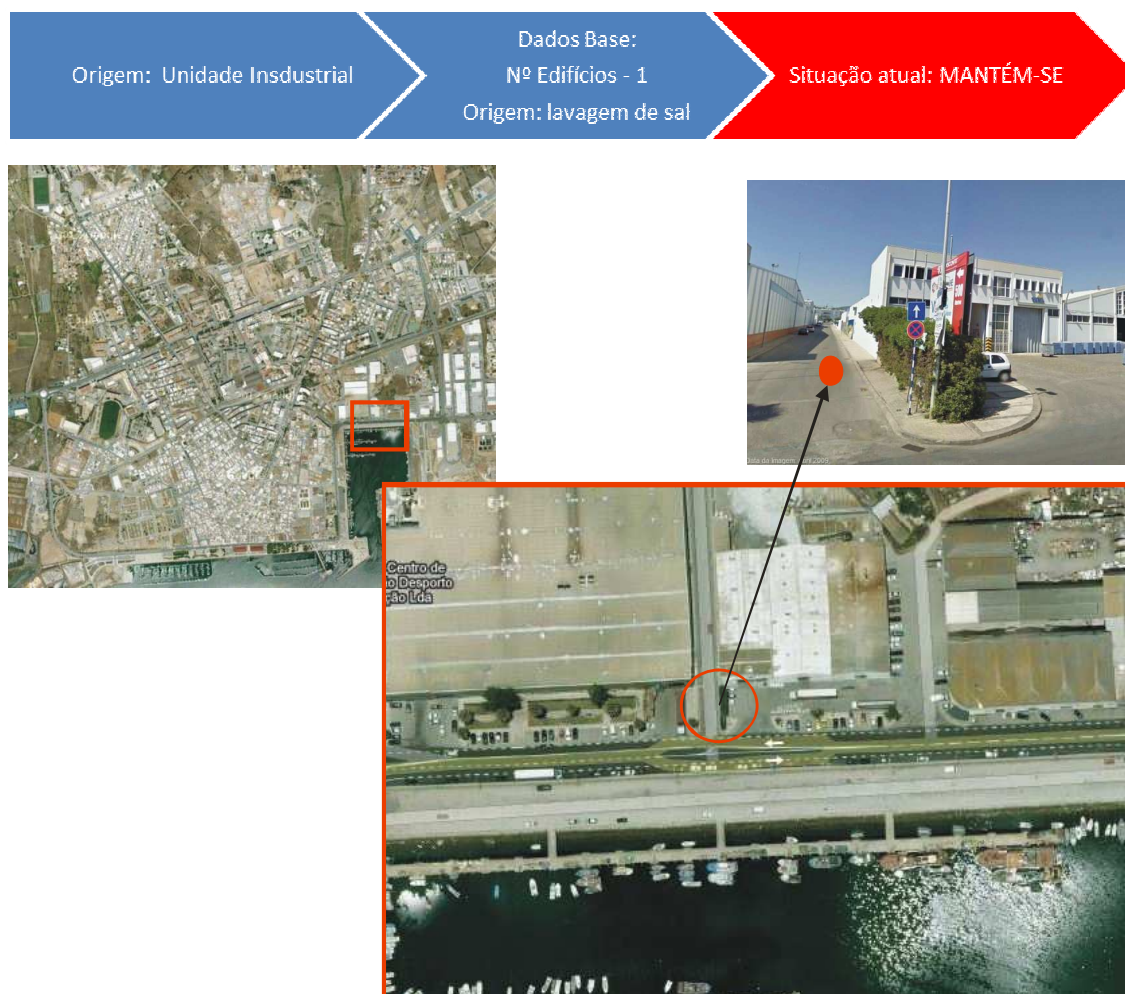 Origem: Unidade Insdustrial
Dados Base:
Nº Edifícios - 1
Origem: lavagem de sal
Situação atual: MANTÉM-SE
500
Centro de
Desporto
ção Lda